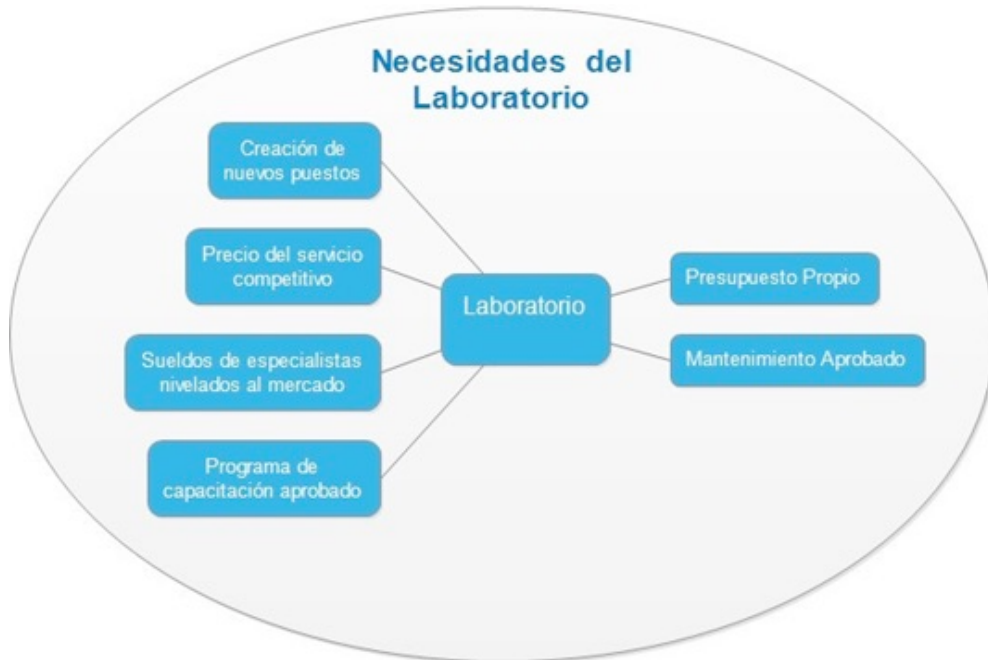 Necesidades del
Laboratorio
Creación de
nuevos puestos
Precio del servicio
competitivo
Sueldos de especialistas
nivelados al mercado
Programa de
capacitación aprobado
Laboratorio
Presupuesto Propio
Mantenimiento Aprobado